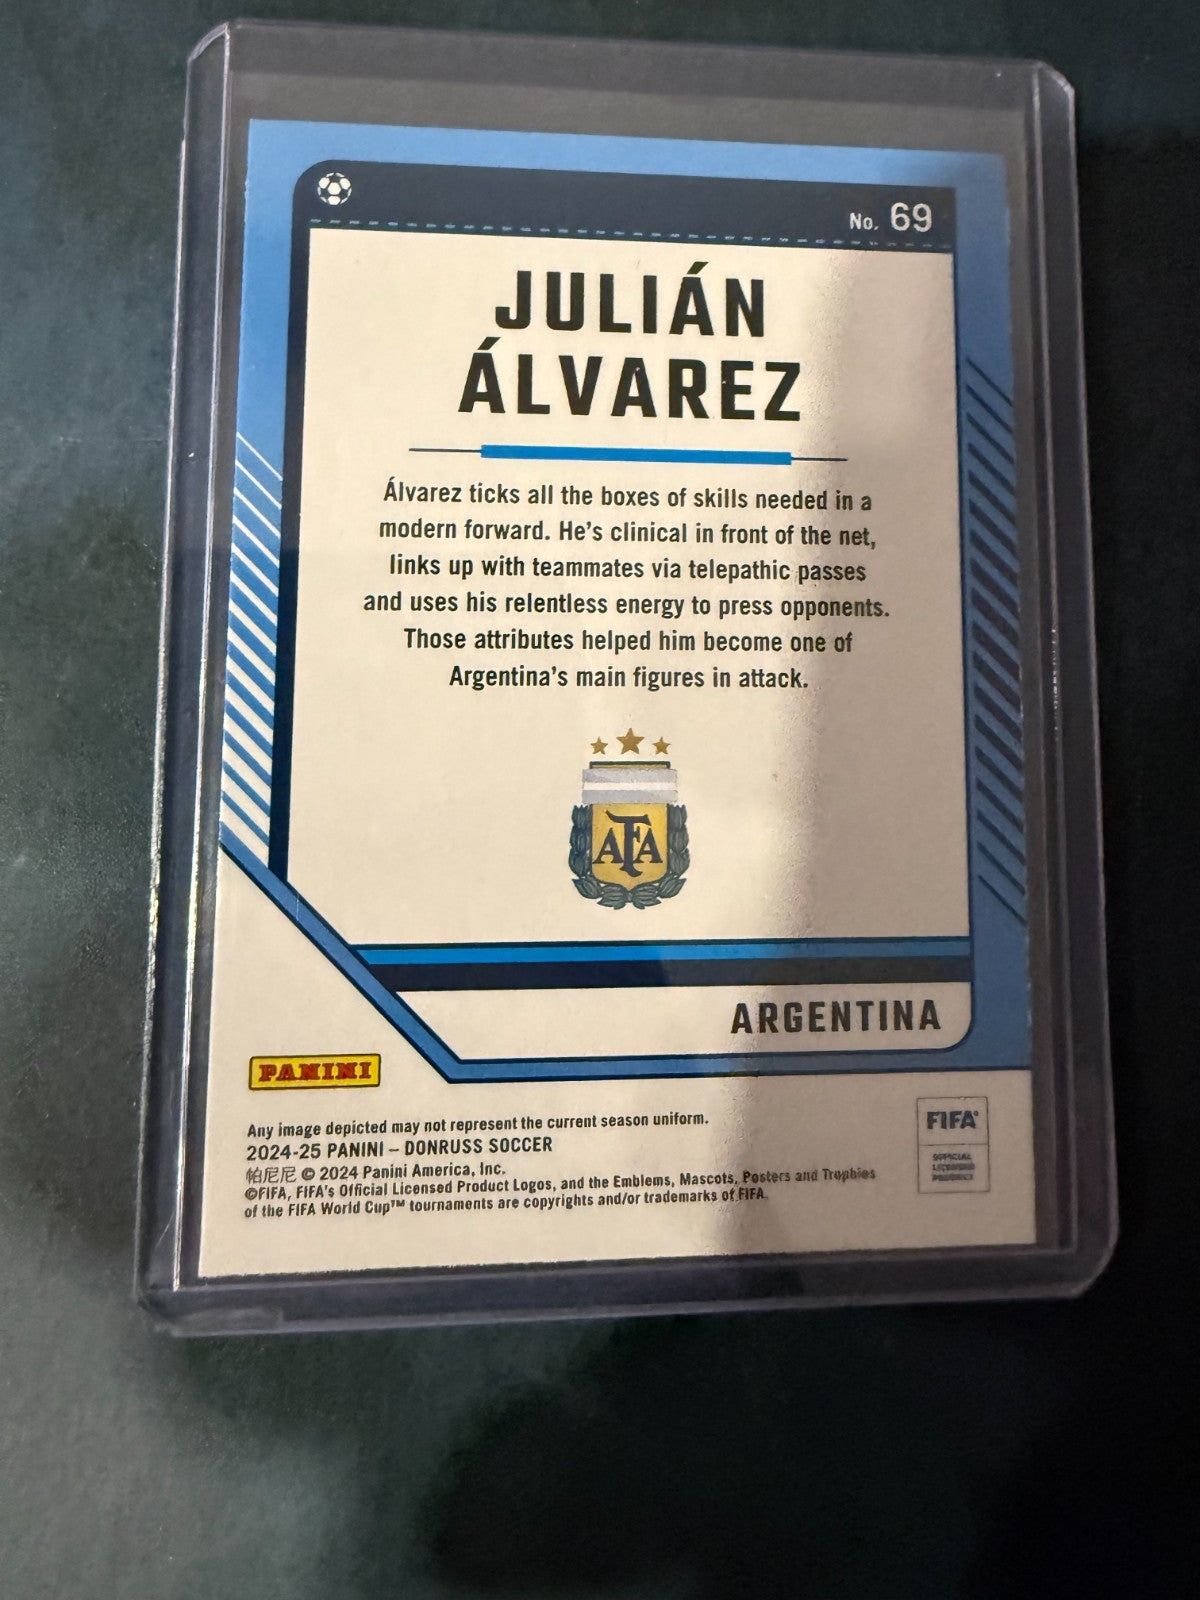 No. 69
JULIÁN
ÁLVAREZ
Álvarez ticks all the boxes of skills needed in a
modern forward. He's clinical in front of the net,
links up with teammates via telepathic passes
and uses his relentless energy to press opponents.
Those attributes helped him become one of
Argentina's main figures in attack.
AFA
ARGENTINA
PANINI
Any image depicted may not represent the current season uniform.
2024-25 PANINI – DONRUSS SOCCER
帕尼尼 © 2024 Panini America, Inc.
©FIFA, FIFA's Official Licensed Product Logos, and the Emblems, Mascots, Posters and Trophies
of the FIFA World Cup™ tournaments are copyrights and/or trademarks of FIFA.
FIFA®
OFFICIAL
LICENSED
PRODUCT